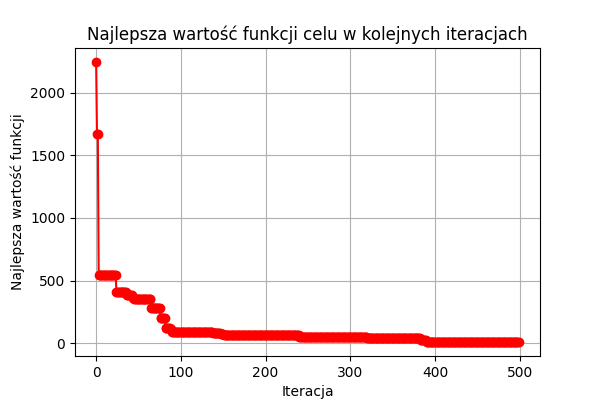 Najlepsza wartość funkcji celu w kolejnych iteracjach
Najlepsza wartość funkcji
2000
1500
1000
500
0
0 100 200 300 400 500
Iteracja